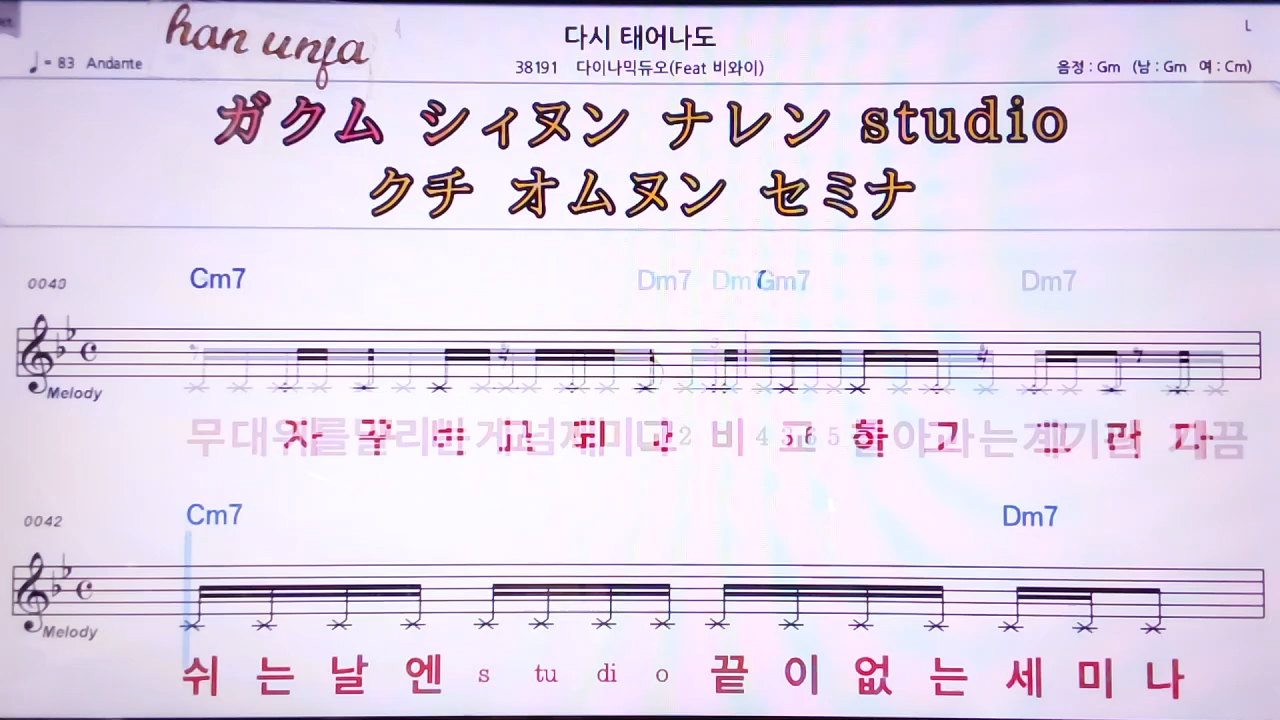 han unja
다시 태어나도
L
♩= 83 Andante
38191 다이나믹듀오(Feat 비와이)
음정 : Gm (남 : Gm 여 : Cm)
ガクム シィヌン ナレン studio
クチ オムヌン セミナ
0040
Cm7 Dm7 Gm7 Dm7
Melody
0042
Cm7 Dm7
Melody
쉬 는 날 엔 s tu di o 끝 이 없 는 세 미 나